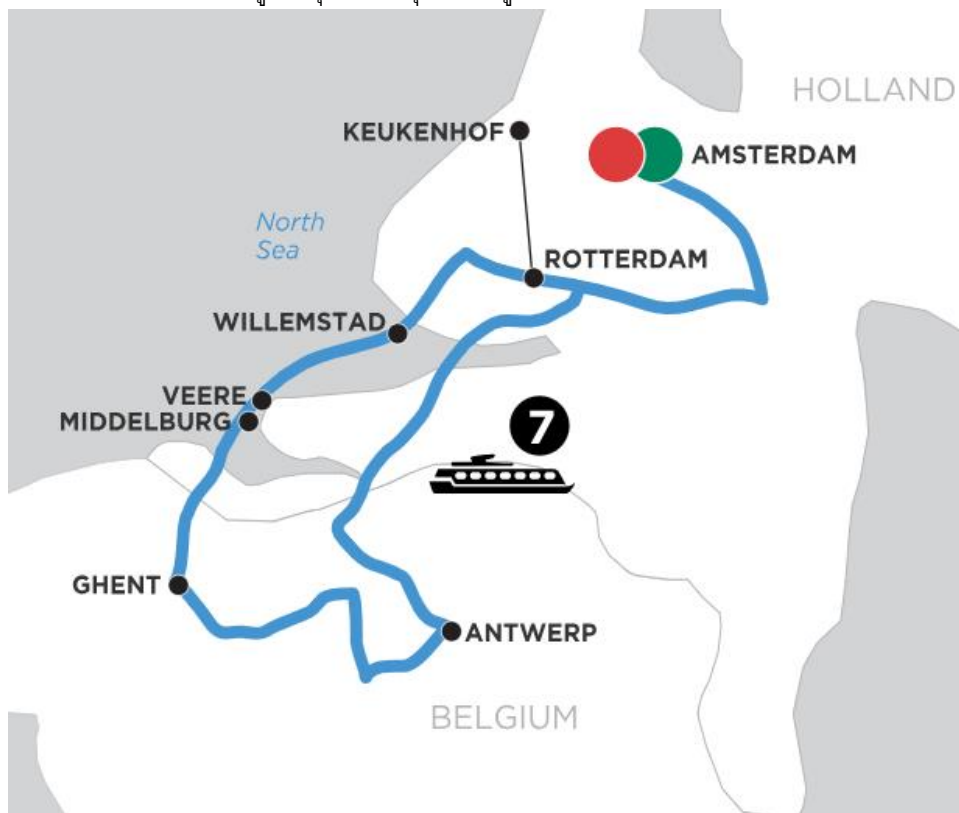 HOLLAND
KEUKENHOF
AMSTERDAM
North
Sea
ROTTERDAM
WILLEMSTAD
VEERE
MIDDELBURG
7
GHENT
ANTWERP
BELGIUM